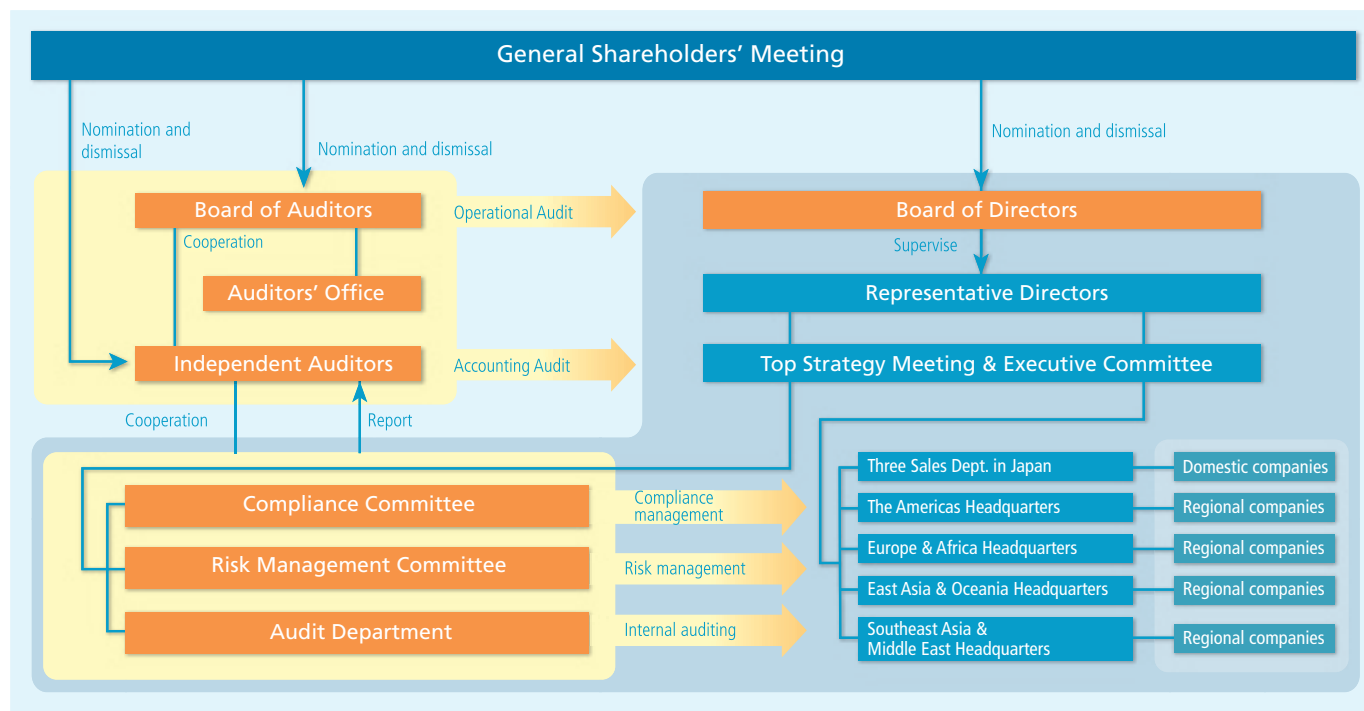 General Shareholders’ Meeting
Nomination and
dismissal
Nomination and dismissal
Nomination and dismissal
Board of Auditors
Operational Audit
Board of Directors
Cooperation
Supervise
Auditors’ Office
Representative Directors
Independent Auditors
Accounting Audit
Top Strategy Meeting & Executive Committee
Cooperation
Report
Compliance Committee
Compliance
management
Risk Management Committee
Risk management
Audit Department
Internal auditing
Three Sales Dept. in Japan
Domestic companies
The Americas Headquarters
Regional companies
Europe & Africa Headquarters
Regional companies
East Asia & Oceania Headquarters
Regional companies
Southeast Asia &
Middle East Headquarters
Regional companies